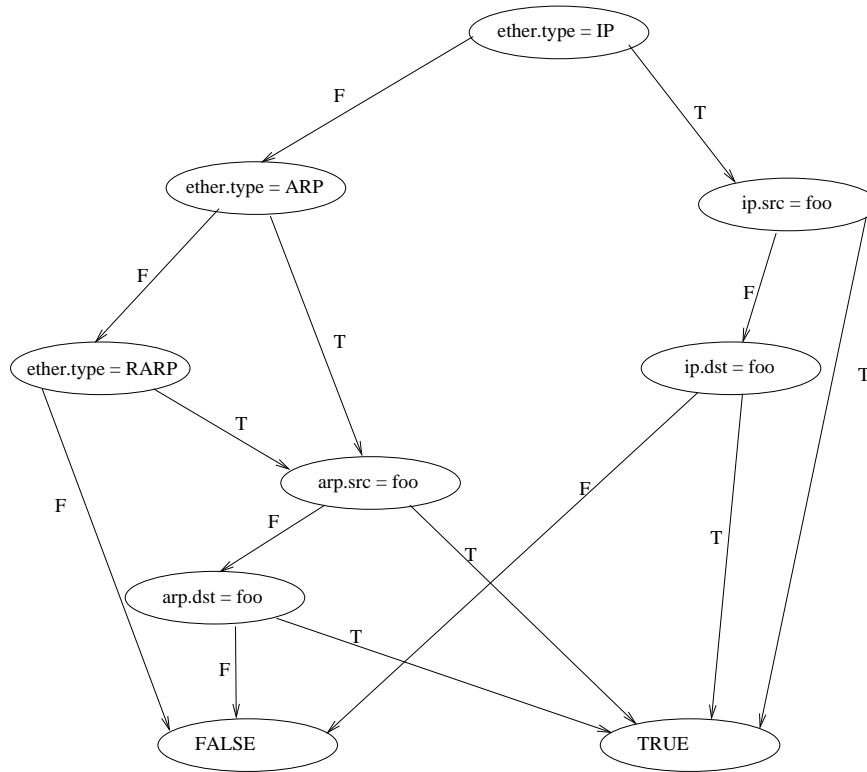 ether.type = IP
F
T
ether.type = ARP
ip.src = foo
F
F
T
ether.type = RARP
ip.dst = foo
T
T
arp.src = foo
F
F
F
T
T
arp.dst = foo
T
F
FALSE
TRUE